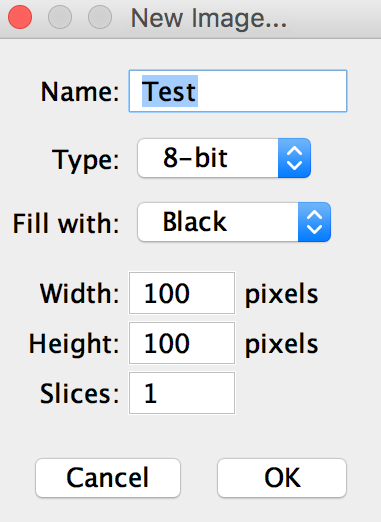 New Image...
Name: Test
Type: 8-bit
Fill with: Black
Width: 100 pixels
Height: 100 pixels
Slices: 1
Cancel OK